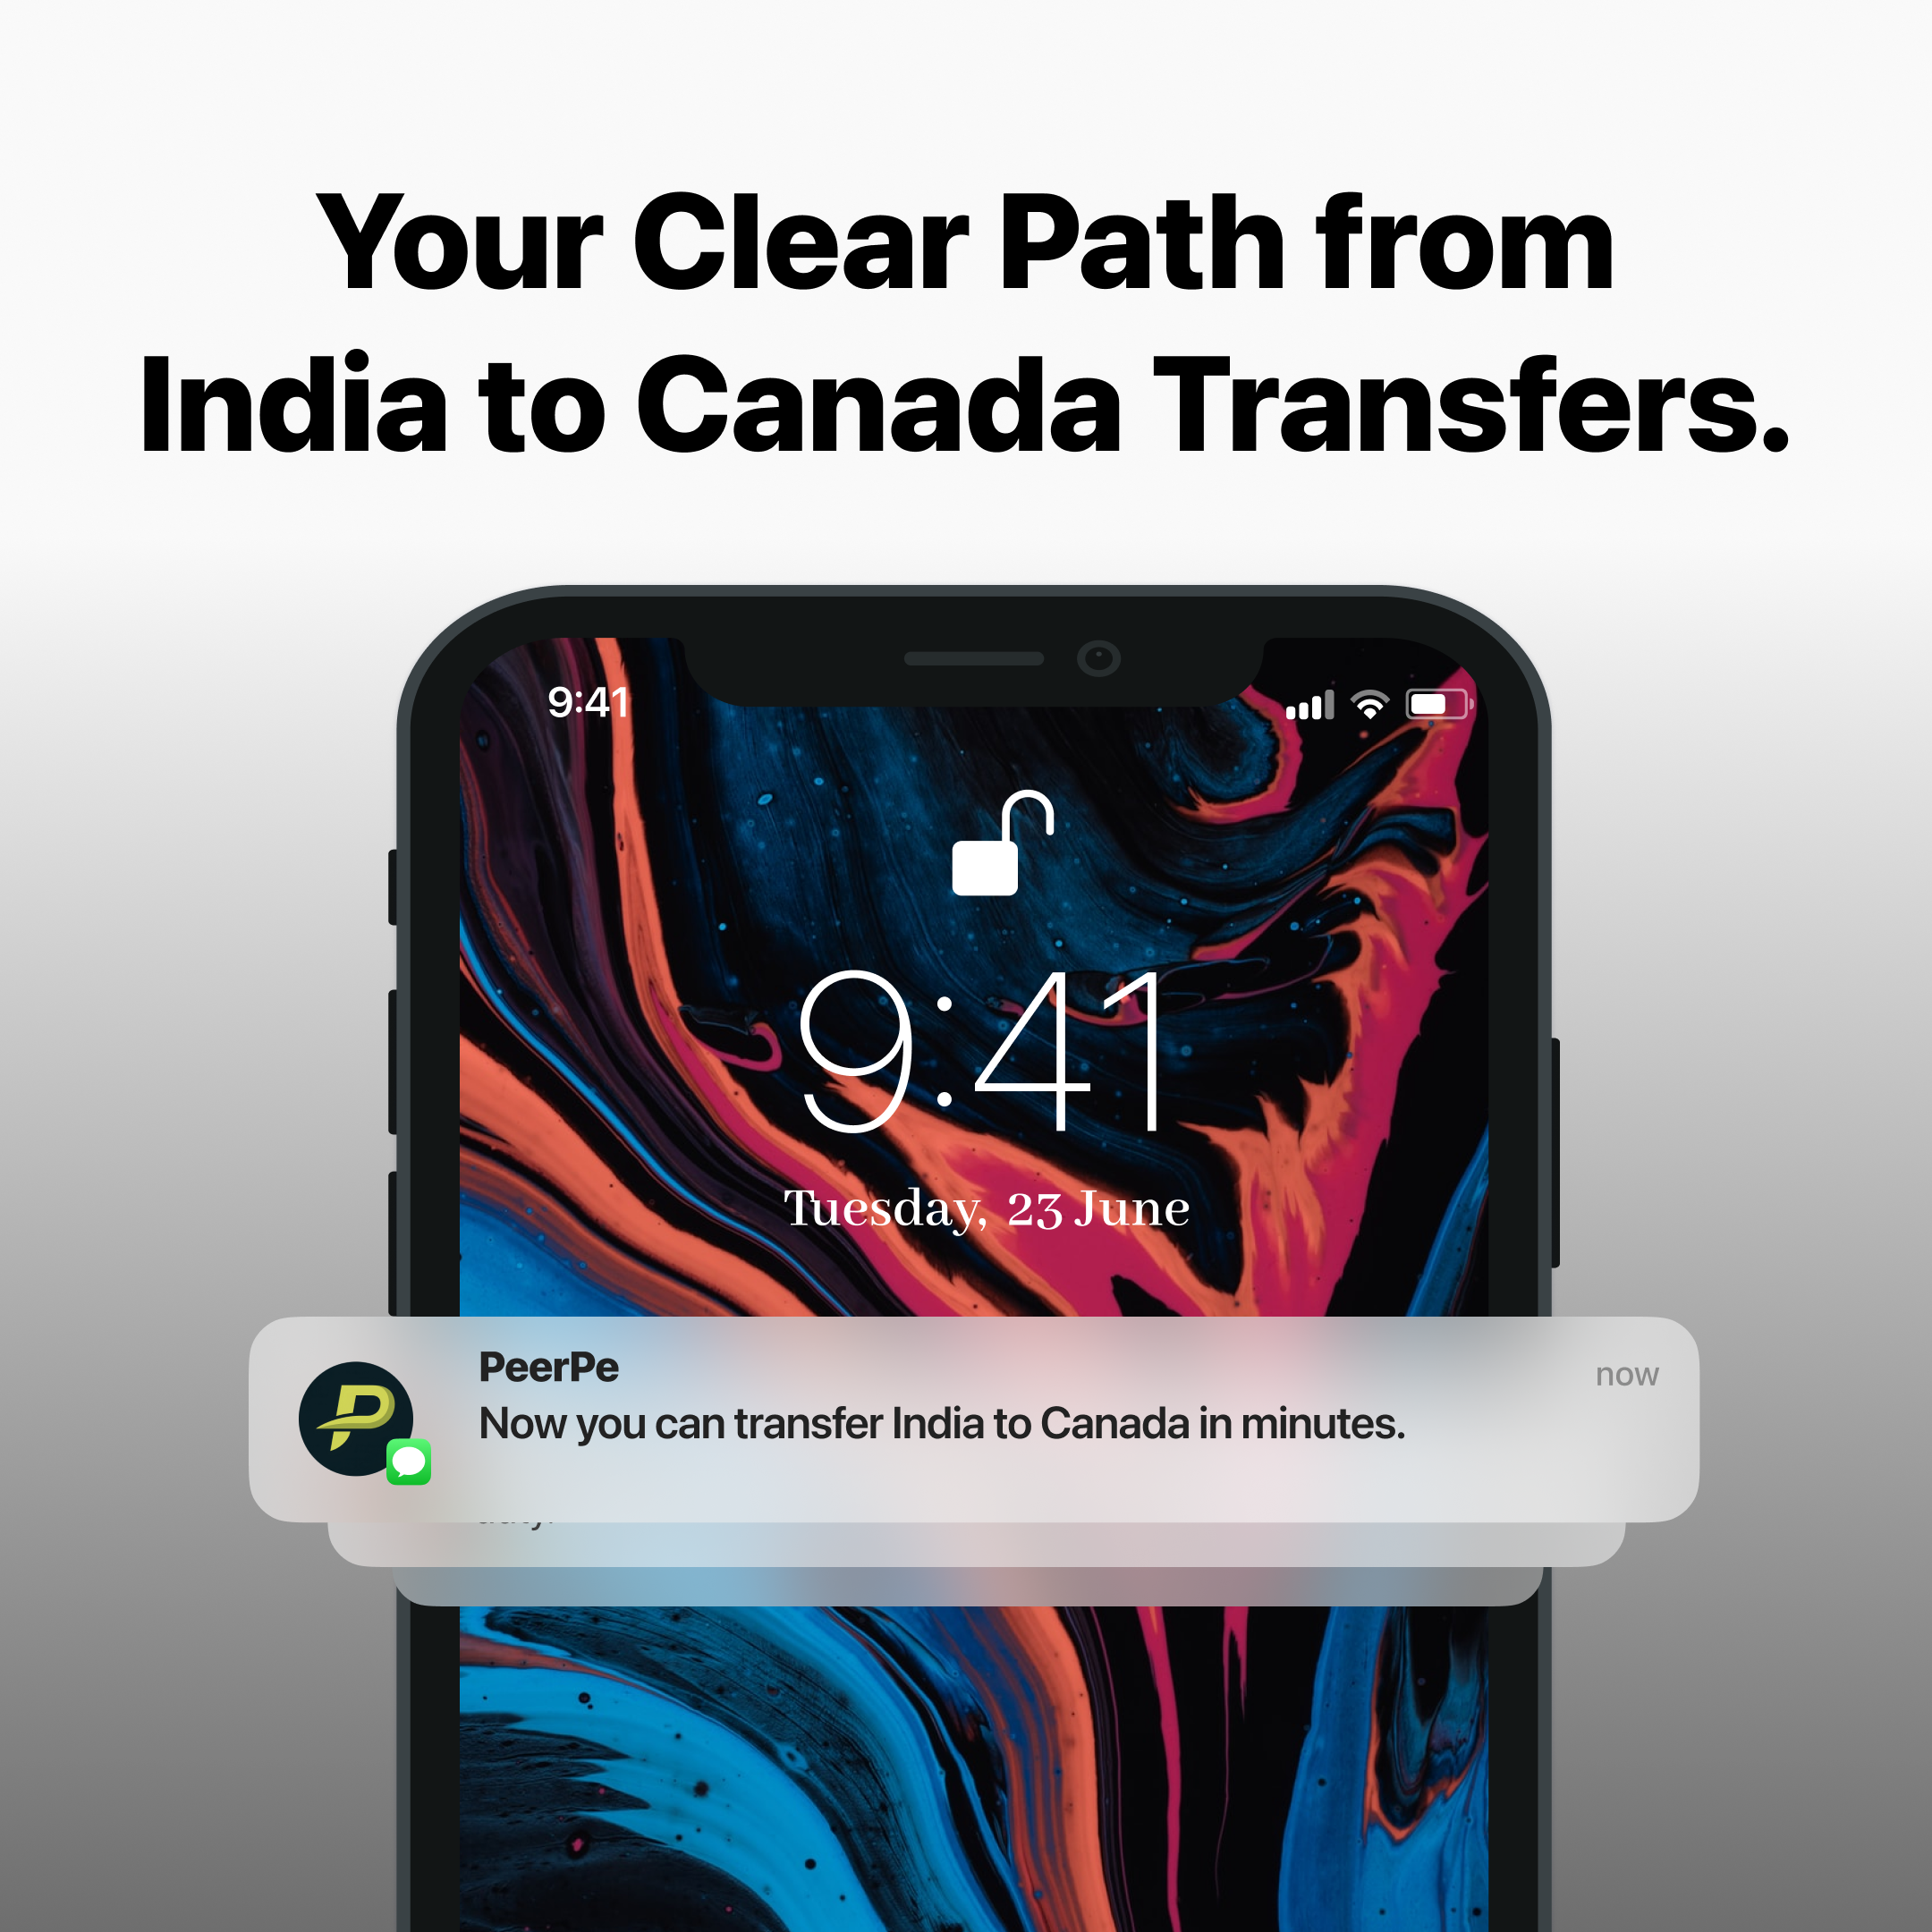 Your Clear Path from
India to Canada Transfers.
9:41
9:41
Tuesday, 23 June
PeerPe
now
Now you can transfer India to Canada in minutes.